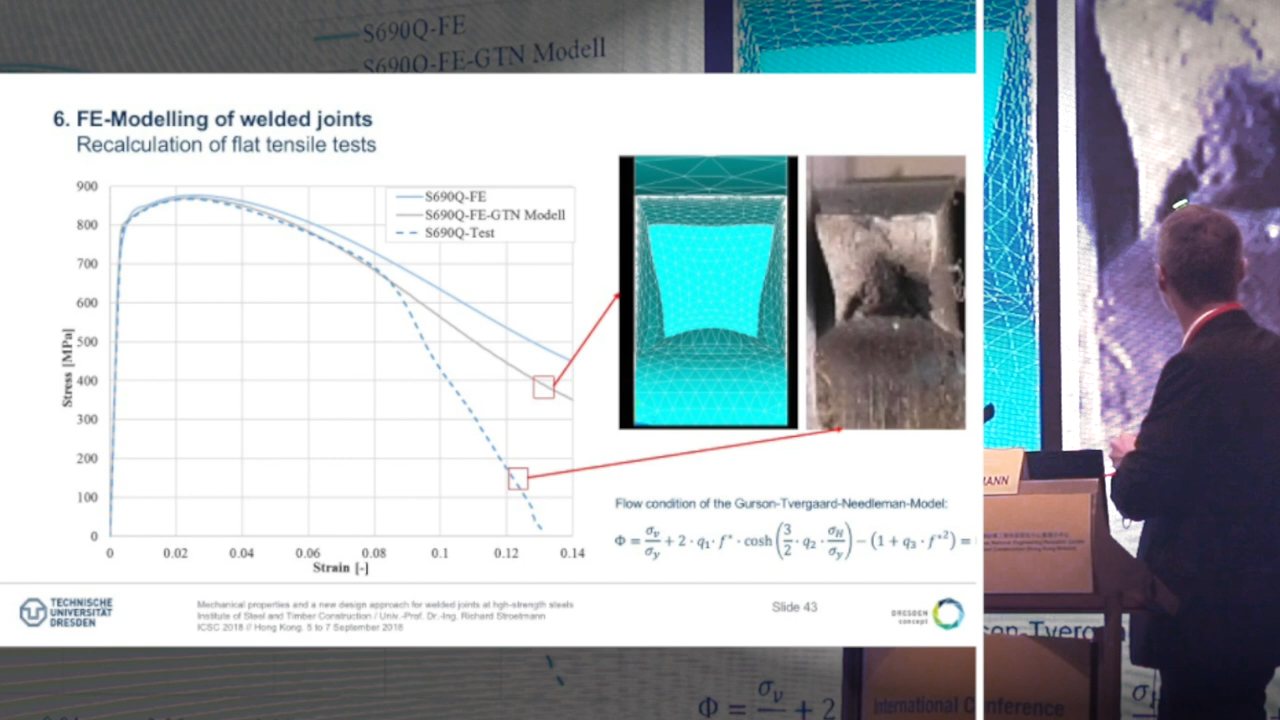 S690Q-FE
S690Q-FE-GTN Modell
6. FE-Modelling of welded joints
Recalculation of flat tensile tests
900
800
700
600
500
400
300
200
100
0
Stress [MPa]
S690Q-FE
S690Q-FE-GTN Modell
S690Q-Test
0 0.02 0.04 0.06 0.08 0.1 0.12 0.14
Strain [-]
Flow condition of the Gurson-Tvergaard-Needleman-Model:
Φ = σv/σy + 2 · q1 · f* · cosh (3/2 · q2 · σH/σy) − (1 + q3 · f*2) =
TECHNISCHE
UNIVERSITÄT
DRESDEN
Mechanical properties and a new design approach for welded joints at hgh-strength steels
Institute of Steel and Timber Construction / Univ.-Prof. Dr.-Ing. Richard Stroetmann
ICSC 2018 // Hong Kong, 5 to 7 September 2018
Slide 43
DRESDEN
concept
MANN
son-Tverg
Φ = σv + 2
International Conference